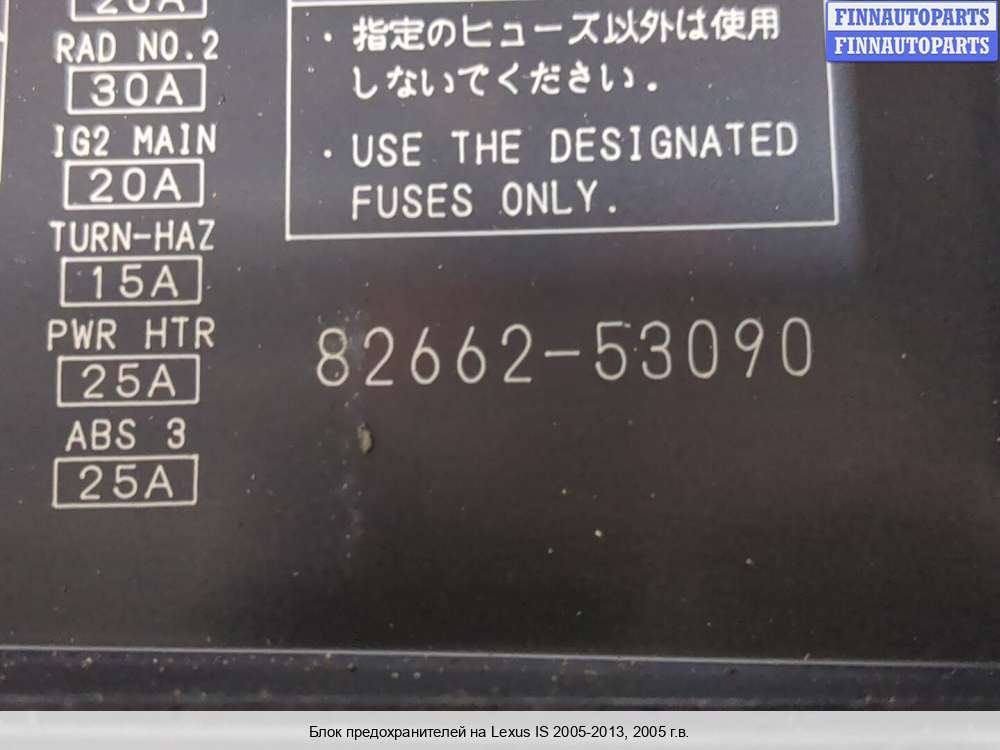 20A
RAD NO.2
30A
IG2 MAIN
20A
TURN-HAZ
15A
PWR HTR
25A
ABS 3
25A
・指定のヒューズ以外は使用
しないでください.
・USE THE DESIGNATED
FUSES ONLY.
82662-53090
FINNAUTOPARTS
FINNAUTOPARTS
Блок предохранителей на Lexus IS 2005-2013, 2005 г.в.